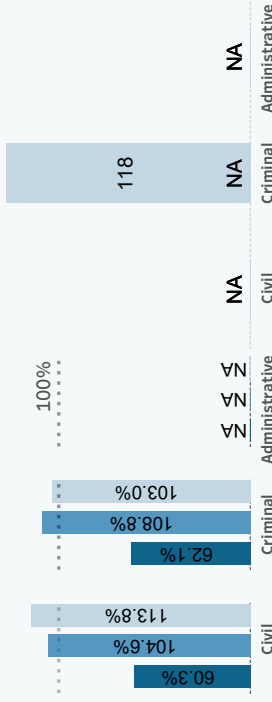 100%
118
60.3%
104.6%
113.8%
62.1%
108.8%
103.0%
NA
NA
NA
NA
NA
NA
Civil
Criminal
Administrative
Civil
Criminal
Administrative